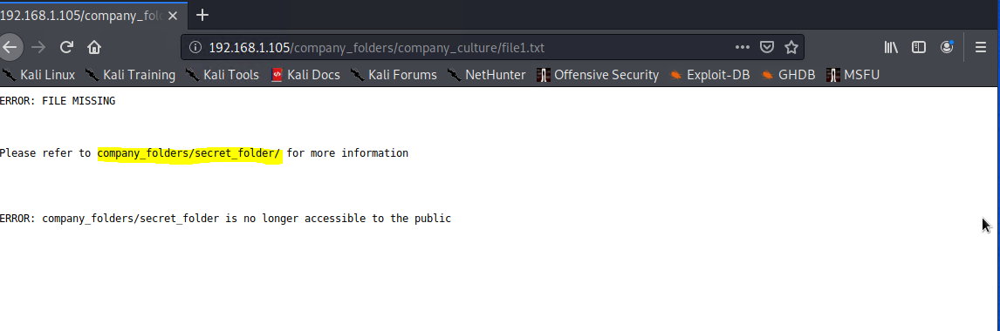 192.168.1.105/company_fol
192.168.1.105/company_folders/company_culture/file1.txt
Kali Linux Kali Training Kali Tools Kali Docs Kali Forums NetHunter Offensive Security Exploit-DB GHDB MSFU
ERROR: FILE MISSING
Please refer to company_folders/secret_folder/ for more information
ERROR: company_folders/secret_folder is no longer accessible to the public